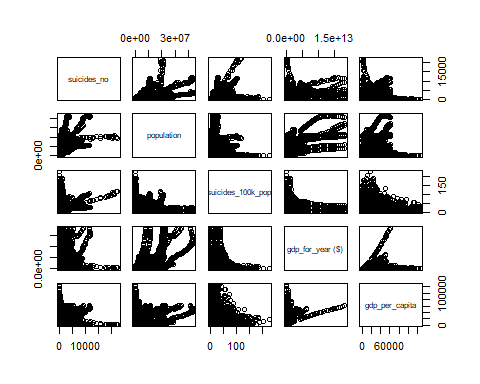 0e+00 3e+07 0.0e+00 1.5e+13
suicides_no
0 15000
population
0e+00
suicides_100k_pop
0 150
gdp_for_year ($)
0.0e+00
gdp_per_capita
0 100000
0 10000 0 100 0 60000